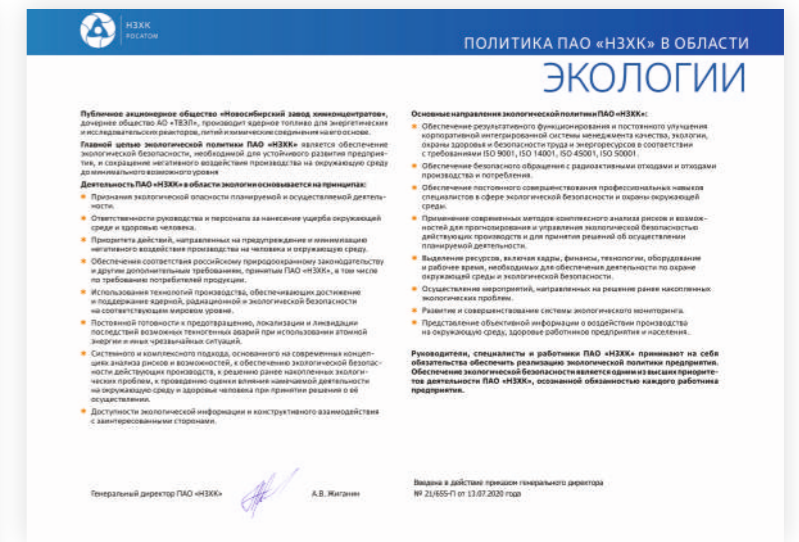 НЗХК
РОСАТОМ
ПОЛИТИКА ПАО «НЗХК» В ОБЛАСТИ
ЭКОЛОГИИ
Публичное акционерное общество «Новосибирский завод химконцентратов»,
дочернее общество АО «ТВЭЛ», производит ядерное топливо для энергетических
и исследовательских реакторов, литий и химические соединения на его основе.
Главной целью экологической политики ПАО «НЗХК» является обеспечение
экологической безопасности, необходимой для устойчивого развития предприя-
тия, и сокращение негативного воздействия производства на окружающую среду
до минимального возможного уровня
Деятельность ПАО «НЗХК» в области экологии основывается на принципах:
Признания экологической опасности планируемой и осуществляемой деятель-
ности.
Ответственности руководства и персонала за нанесение ущерба окружающей
среде и здоровью человека.
Приоритета действий, направленных на предупреждение и минимизацию
негативного воздействия производства на человека и окружающую среду.
Обеспечения соответствия российскому природоохранному законодательству
и другим дополнительным требованиям, принятым ПАО «НЗХК», в том числе
по требованию потребителей продукции.
Использования технологий производства, обеспечивающих достижение
и поддержание ядерной, радиационной и экологической безопасности
на соответствующем мировом уровне.
Постоянной готовности к предотвращению, локализации и ликвидации
последствий возможных техногенных аварий при использовании атомной
энергии и иных чрезвычайных ситуаций.
Системного и комплексного подхода, основанного на современных концеп-
циях анализа рисков и возможностей, к обеспечению экологической безопас-
ности действующих производств, к решению ранее накопленных экологи-
ческих проблем, к проведению оценки влияния намечаемой деятельности
на окружающую среду и здоровье человека при принятии решения о её
осуществлении.
Доступности экологической информации и конструктивного взаимодействия
с заинтересованными сторонами.
Основные направления экологической политики ПАО «НЗХК»:
Обеспечение результативного функционирования и постоянного улучшения
корпоративной интегрированной системы менеджмента качества, экологии,
охраны здоровья и безопасности труда и энергоресурсов в соответствии
с требованиями ISO 9001, ISO 14001, ISO 45001, ISO 50001.
Обеспечение безопасного обращения с радиоактивными отходами и отходами
производства и потребления.
Обеспечение постоянного совершенствования профессиональных навыков
специалистов в сфере экологической безопасности и охраны окружающей
среды.
Применение современных методов комплексного анализа рисков и возмож-
ностей для прогнозирования и управления экологической безопасностью
действующих производств и для принятия решений об осуществлении
планируемой деятельности.
Выделение ресурсов, включая кадры, финансы, технологии, оборудование
и рабочее время, необходимых для обеспечения деятельности по охране
окружающей среды и экологической безопасности.
Осуществление мероприятий, направленных на решение ранее накопленных
экологических проблем.
Развитие и совершенствование системы экологического мониторинга.
Представление объективной информации о воздействии производства
на окружающую среду, здоровье работников предприятия и населения.
Руководители, специалисты и работники ПАО «НЗХК» принимают на себя
обязательства обеспечить реализацию экологической политики предприятия.
Обеспечение экологической безопасности является одним из высших приорите-
тов деятельности ПАО «НЗХК», осознанной обязанностью каждого работника
предприятия.
Генеральный директор ПАО «НЗХК»
А.В. Жиганин
Введена в действие приказом генерального директора
№ 21/655-П от 13.07.2020 года